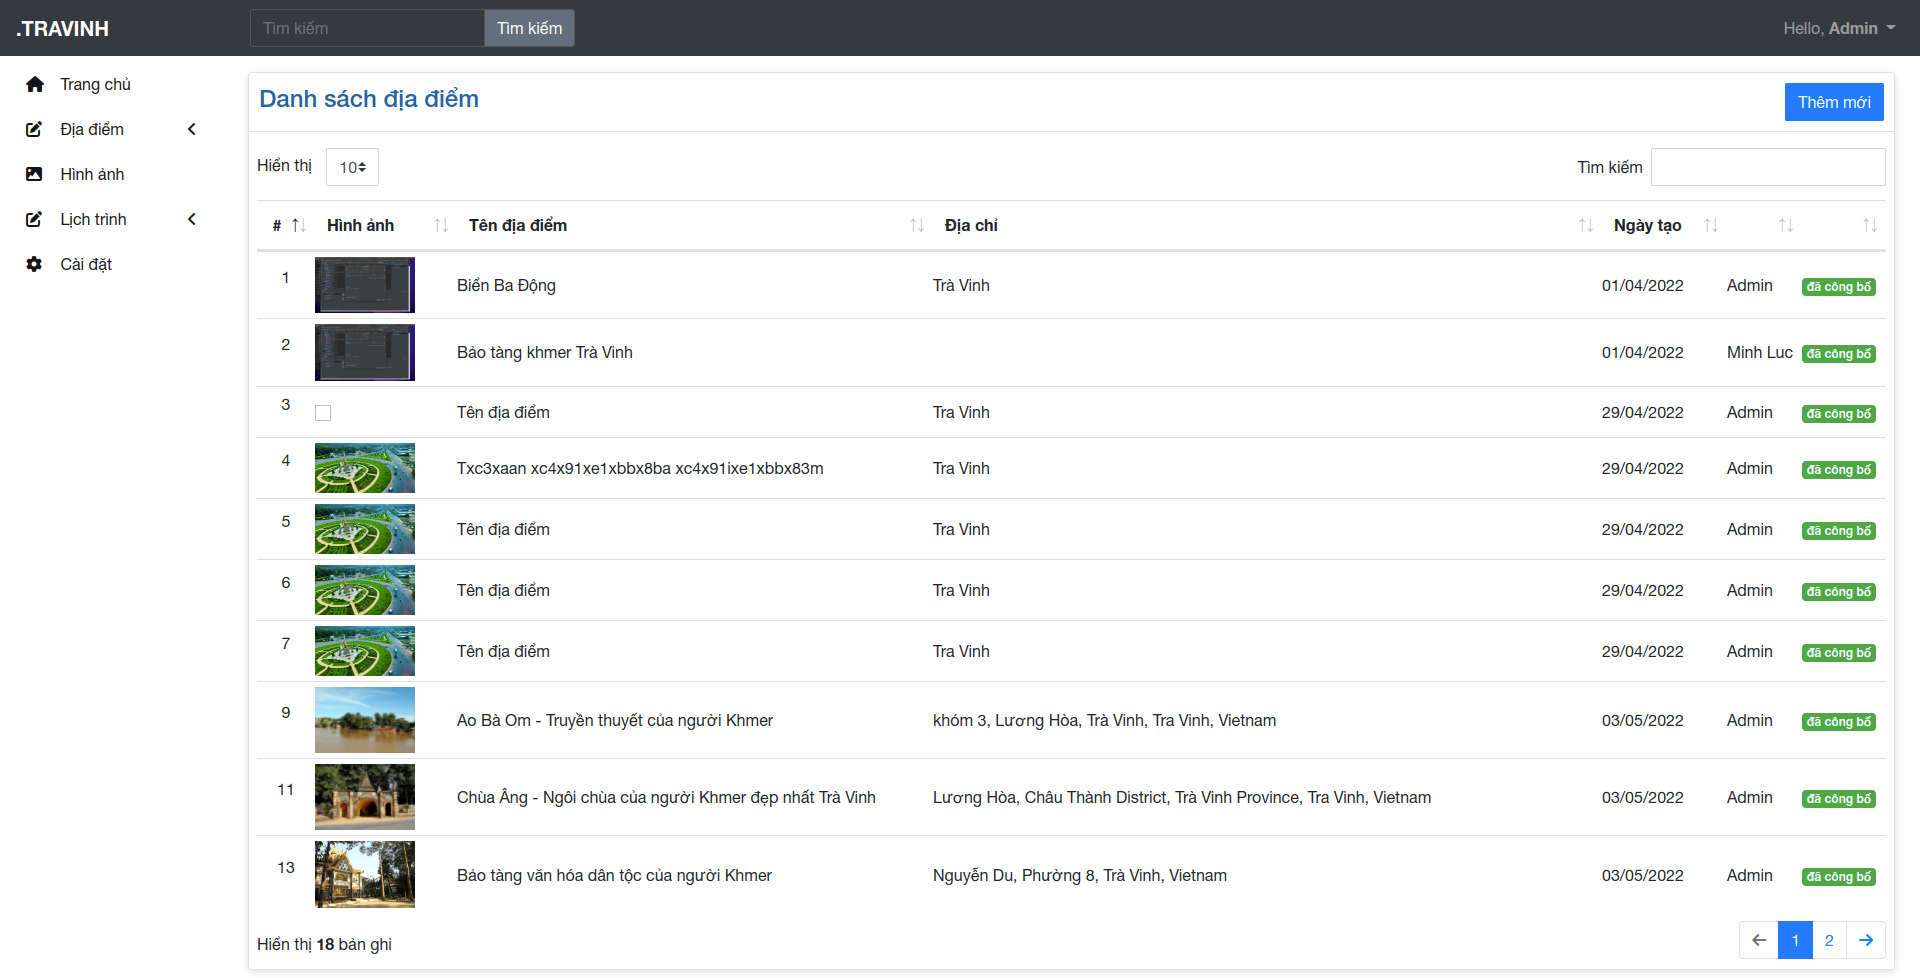 .TRAVINH
Tìm kiếm
Tìm kiếm
Hello, Admin
Trang chủ
Địa điểm
Hình ảnh
Lịch trình
Cài đặt
Danh sách địa điểm
Thêm mới
Hiển thị 10
Tìm kiếm
# Hình ảnh Tên địa điểm Địa chỉ Ngày tạo
1 Biển Ba Động Trà Vinh 01/04/2022 Admin đã công bố
2 Bảo tàng khmer Trà Vinh 01/04/2022 Minh Luc đã công bố
3 Tên địa điểm Tra Vinh 29/04/2022 Admin đã công bố
4 Txc3xaan xc4x91xe1xbbx8ba xc4x91ixe1xbbx83m Tra Vinh 29/04/2022 Admin đã công bố
5 Tên địa điểm Tra Vinh 29/04/2022 Admin đã công bố
6 Tên địa điểm Tra Vinh 29/04/2022 Admin đã công bố
7 Tên địa điểm Tra Vinh 29/04/2022 Admin đã công bố
9 Ao Bà Om - Truyền thuyết của người Khmer khóm 3, Lương Hòa, Trà Vinh, Tra Vinh, Vietnam 03/05/2022 Admin đã công bố
11 Chùa Âng - Ngôi chùa của người Khmer đẹp nhất Trà Vinh Lương Hòa, Châu Thành District, Trà Vinh Province, Tra Vinh, Vietnam 03/05/2022 Admin đã công bố
13 Bảo tàng văn hóa dân tộc của người Khmer Nguyễn Du, Phường 8, Trà Vinh, Vietnam 03/05/2022 Admin đã công bố
Hiển thị 18 bản ghi
1 2